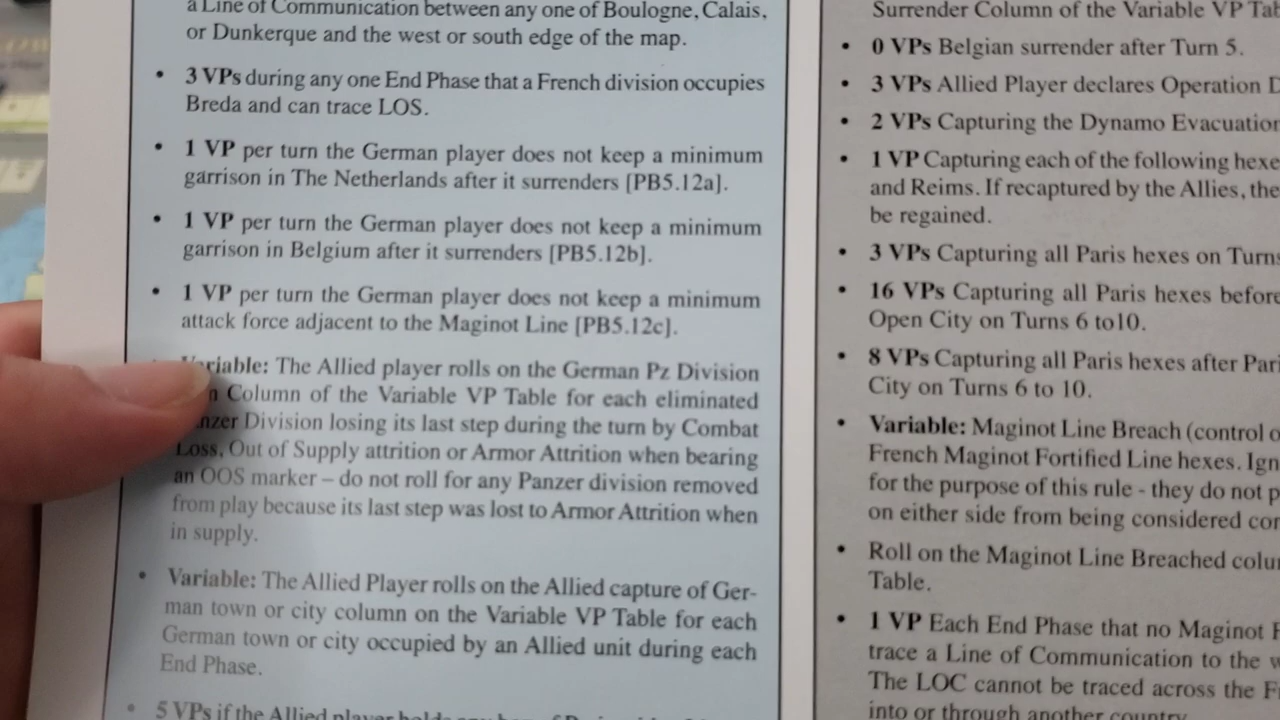 a Line of Communication between any one of Boulogne, Calais,
or Dunkerque and the west or south edge of the map.
• 3 VPs during any one End Phase that a French division occupies
Breda and can trace LOS.
• 1 VP per turn the German player does not keep a minimum
garrison in The Netherlands after it surrenders [PB5.12a].
• 1 VP per turn the German player does not keep a minimum
garrison in Belgium after it surrenders [PB5.12b].
• 1 VP per turn the German player does not keep a minimum
attack force adjacent to the Maginot Line [PB5.12c].
Variable: The Allied player rolls on the German Pz Division
Column of the Variable VP Table for each eliminated
Division losing its last step during the turn by Combat
Loss, Out of Supply attrition or Armor Attrition when bearing
an OOS marker – do not roll for any Panzer division removed
from play because its last step was lost to Armor Attrition when
in supply.
• Variable: The Allied Player rolls on the Allied capture of Ger-
man town or city column on the Variable VP Table for each
German town or city occupied by an Allied unit during each
End Phase.
• 5 VPs if the Allied player holds any
Surrender Column of the Variable VP
• 0 VPs Belgian surrender after Turn 5.
• 3 VPs Allied Player declares Operation
• 2 VPs Capturing the Dynamo
• 1 VP Capturing each of the following
and Reims. If recaptured by the Allies,
be regained.
• 3 VPs Capturing all Paris hexes on
• 16 VPs Capturing all Paris hexes
Open City on Turns 6 to10.
• 8 VPs Capturing all Paris hexes after
City on Turns 6 to 10.
• Variable: Maginot Line Breach (control
French Maginot Fortified Line hexes.
for the purpose of this rule - they do not
on either side from being considered
• Roll on the Maginot Line Breached
Table.
• 1 VP Each End Phase that no Maginot
trace a Line of Communication to the
The LOC cannot be traced across the
into or through another country